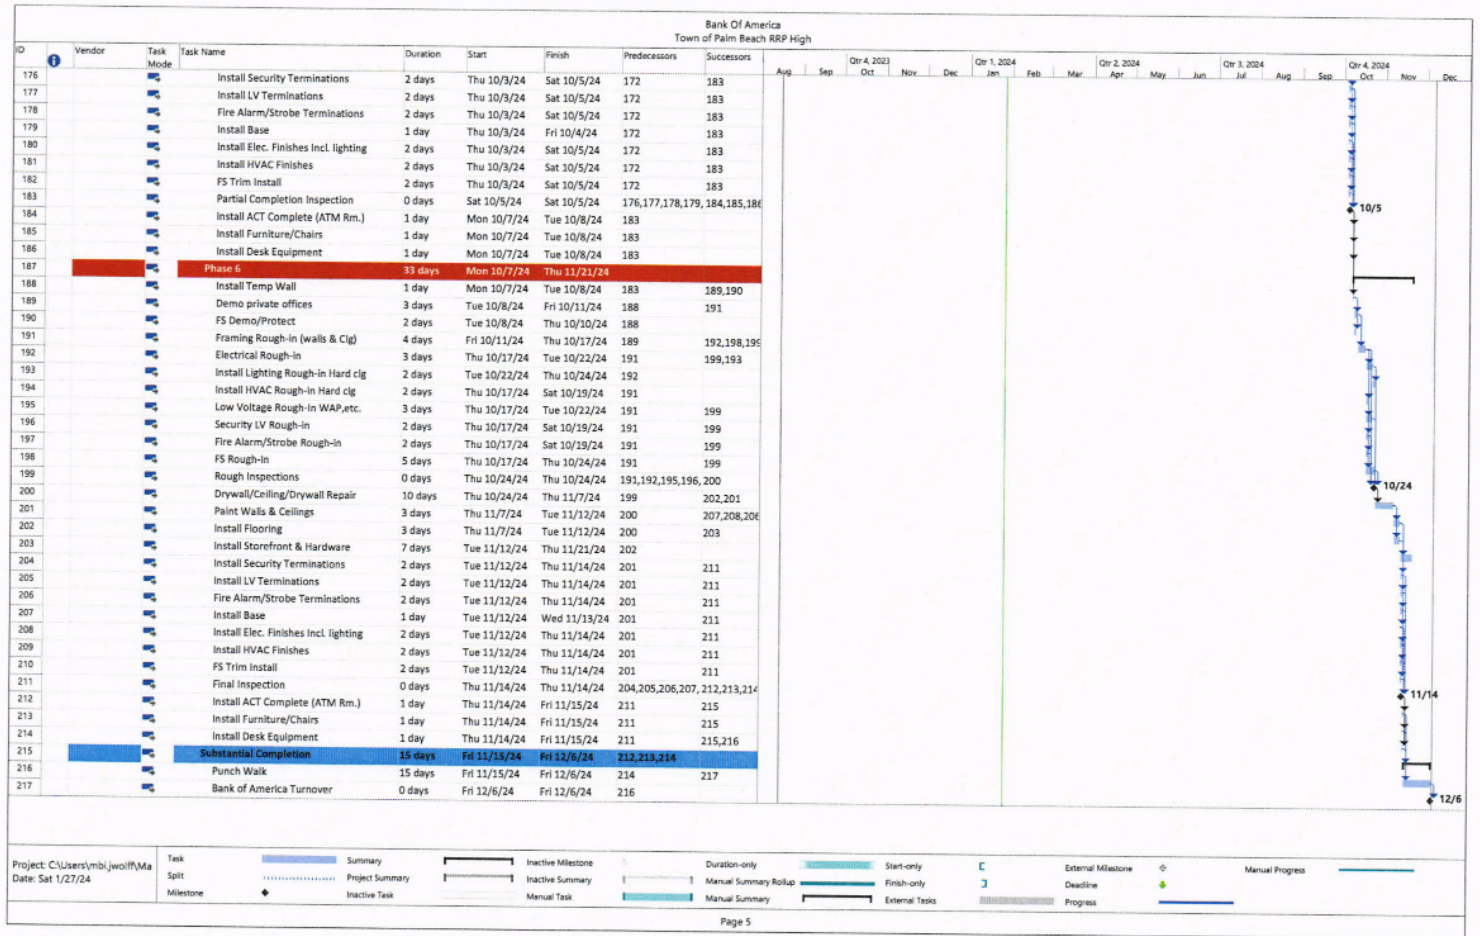 Bank Of America
Town of Palm Beach RRP High
ID Vendor Task Mode Task Name Duration Start Finish Predecessors Successors
Qtr 4, 2023 Qtr 1, 2024 Qtr 2, 2024 Qtr 3, 2024 Qtr 4, 2024
Aug Sep Oct Nov Dec Jan Feb Mar Apr May Jun Jul Aug Sep Oct Nov Dec
176 Install Security Terminations 2 days Thu 10/3/24 Sat 10/5/24 172 183
177 Install LV Terminations 2 days Thu 10/3/24 Sat 10/5/24 172 183
178 Fire Alarm/Strobe Terminations 2 days Thu 10/3/24 Sat 10/5/24 172 183
179 Install Base 1 day Thu 10/3/24 Fri 10/4/24 172 183
180 Install Elec. Finishes Incl. lighting 2 days Thu 10/3/24 Sat 10/5/24 172 183
181 Install HVAC Finishes 2 days Thu 10/3/24 Sat 10/5/24 172 183
182 FS Trim Install 2 days Thu 10/3/24 Sat 10/5/24 172 183
183 Partial Completion Inspection 0 days Sat 10/5/24 Sat 10/5/24 176,177,178,179, 184,185,186 10/5
184 Install ACT Complete (ATM Rm.) 1 day Mon 10/7/24 Tue 10/8/24 183
185 Install Furniture/Chairs 1 day Mon 10/7/24 Tue 10/8/24 183
186 Install Desk Equipment 1 day Mon 10/7/24 Tue 10/8/24 183
187 Phase 6 33 days Mon 10/7/24 Thu 11/21/24
188 Install Temp Wall 1 day Mon 10/7/24 Tue 10/8/24 183 189,190
189 Demo private offices 3 days Tue 10/8/24 Fri 10/11/24 188 191
190 FS Demo/Protect 2 days Tue 10/8/24 Thu 10/10/24 188
191 Framing Rough-in (walls & Clg) 4 days Fri 10/11/24 Thu 10/17/24 189 192,198,199
192 Electrical Rough-in 3 days Thu 10/17/24 Tue 10/22/24 191 199,193
193 Install Lighting Rough-in Hard clg 2 days Tue 10/22/24 Thu 10/24/24 192
194 Install HVAC Rough-in Hard clg 2 days Thu 10/17/24 Sat 10/19/24 191
195 Low Voltage Rough-in WAP,etc. 3 days Thu 10/17/24 Tue 10/22/24 191 199
196 Security LV Rough-in 2 days Thu 10/17/24 Sat 10/19/24 191 199
197 Fire Alarm/Strobe Rough-in 2 days Thu 10/17/24 Sat 10/19/24 191 199
198 FS Rough-in 5 days Thu 10/17/24 Thu 10/24/24 191 199
199 Rough Inspections 0 days Thu 10/24/24 Thu 10/24/24 191,192,195,196, 200 10/24
200 Drywall/Ceiling/Drywall Repair 10 days Thu 10/24/24 Thu 11/7/24 199 202,201
201 Paint Walls & Ceilings 3 days Thu 11/7/24 Tue 11/12/24 200 207,208,206
202 Install Flooring 3 days Thu 11/7/24 Tue 11/12/24 200 203
203 Install Storefront & Hardware 7 days Tue 11/12/24 Thu 11/21/24 202
204 Install Security Terminations 2 days Tue 11/12/24 Thu 11/14/24 201 211
205 Install LV Terminations 2 days Tue 11/12/24 Thu 11/14/24 201 211
206 Fire Alarm/Strobe Terminations 2 days Tue 11/12/24 Thu 11/14/24 201 211
207 Install Base 1 day Tue 11/12/24 Wed 11/13/24 201 211
208 Install Elec. Finishes Incl. lighting 2 days Tue 11/12/24 Thu 11/14/24 201 211
209 Install HVAC Finishes 2 days Tue 11/12/24 Thu 11/14/24 201 211
210 FS Trim Install 2 days Tue 11/12/24 Thu 11/14/24 201 211
211 Final Inspection 0 days Thu 11/14/24 Thu 11/14/24 204,205,206,207, 212,213,214 11/14
212 Install ACT Complete (ATM Rm.) 1 day Thu 11/14/24 Fri 11/15/24 211 215
213 Install Furniture/Chairs 1 day Thu 11/14/24 Fri 11/15/24 211 215
214 Install Desk Equipment 1 day Thu 11/14/24 Fri 11/15/24 211 215,216
215 Substantial Completion 15 days Fri 11/15/24 Fri 12/6/24 212,213,214
216 Punch Walk 15 days Fri 11/15/24 Fri 12/6/24 214 217
217 Bank of America Turnover 0 days Fri 12/6/24 Fri 12/6/24 216 12/6
Project: C:\Users\mbi.jwolff\Ma
Date: Sat 1/27/24
Task Summary Inactive Milestone Duration-only Start-only External Milestone Manual Progress
Split Project Summary Inactive Summary Manual Summary Rollup Finish-only Deadline
Milestone Inactive Task Manual Task Manual Summary External Tasks Progress
Page 5